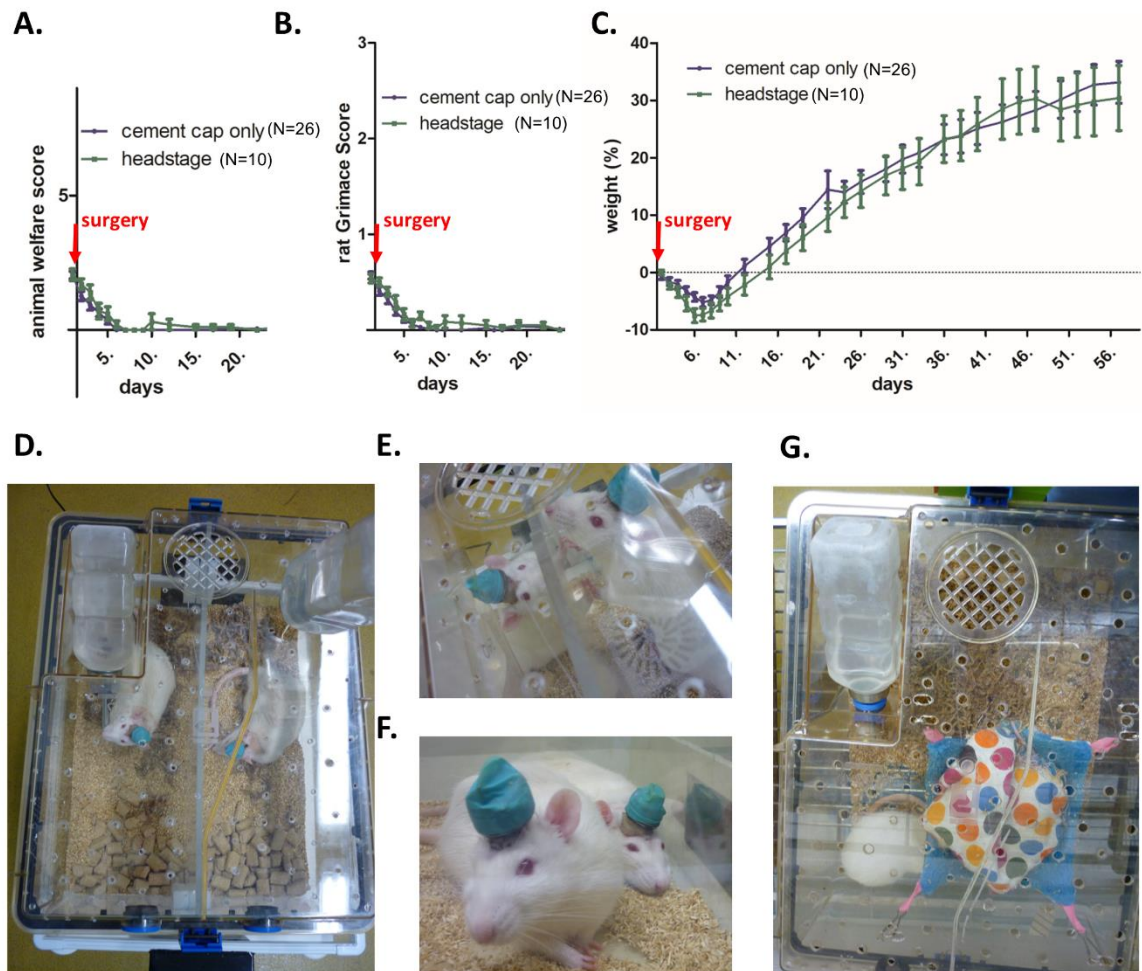 A.
animal welfare score
5
cement cap only (N=26)
headstage (N=10)
surgery
5. 10. 15. 20.
days
B.
rat Grimace Score
3
2
1
cement cap only (N=26)
headstage (N=10)
surgery
5. 10. 15. 20.
days
C.
weight (%)
40
30
20
10
0
-10
cement cap only (N=26)
headstage (N=10)
surgery
6. 11. 16. 21. 26. 31. 36. 41. 46. 51. 56.
days
D.
E.
F.
G.